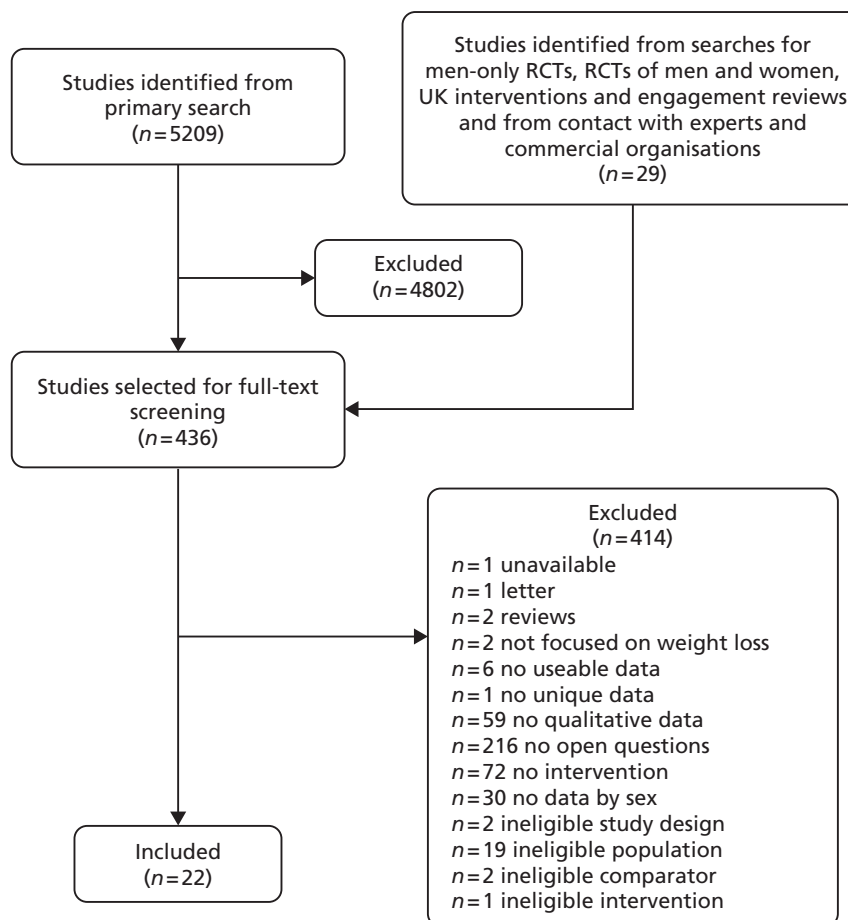 Studies identified from
primary search
(n=5209)
Studies identified from searches for
men-only RCTs, RCTs of men and women,
UK interventions and engagement reviews
and from contact with experts and
commercial organisations
(n=29)
Excluded
(n=4802)
Studies selected for full-text
screening
(n=436)
Excluded
(n=414)
n=1 unavailable
n=1 letter
n=2 reviews
n=2 not focused on weight loss
n=6 no useable data
n=1 no unique data
n=59 no qualitative data
n=216 no open questions
n=72 no intervention
n=30 no data by sex
n=2 ineligible study design
n=19 ineligible population
n=2 ineligible comparator
n=1 ineligible intervention
Included
(n=22)